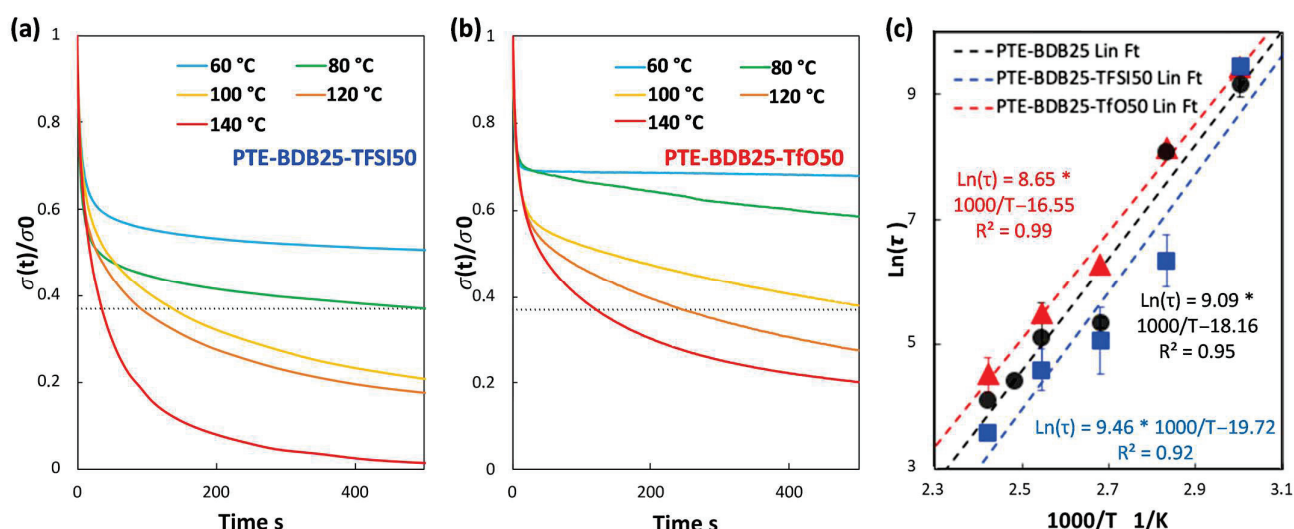 (a)
1
0.8
0.6
0.4
0.2
0
σ(t)/σ0
60 °C
80 °C
100 °C
120 °C
140 °C
PTE-BDB25-TFSI50
0
200
400
Time s
(b)
1
0.8
0.6
0.4
0.2
0
σ(t)/σ0
60 °C
80 °C
100 °C
120 °C
140 °C
PTE-BDB25-TfO50
0
200
400
Time s
(c)
9
7
5
3
Ln(τ )
PTE-BDB25 Lin Ft
PTE-BDB25-TFSI50 Lin Ft
PTE-BDB25-TfO50 Lin Ft
Ln(τ) = 8.65 *
1000/T−16.55
R² = 0.99
Ln(τ) = 9.09 *
1000/T-18.16
R² = 0.95
Ln(τ) = 9.46 * 1000/T−19.72
R² = 0.92
2.3
2.5
2.7
2.9
3.1
1000/T 1/K